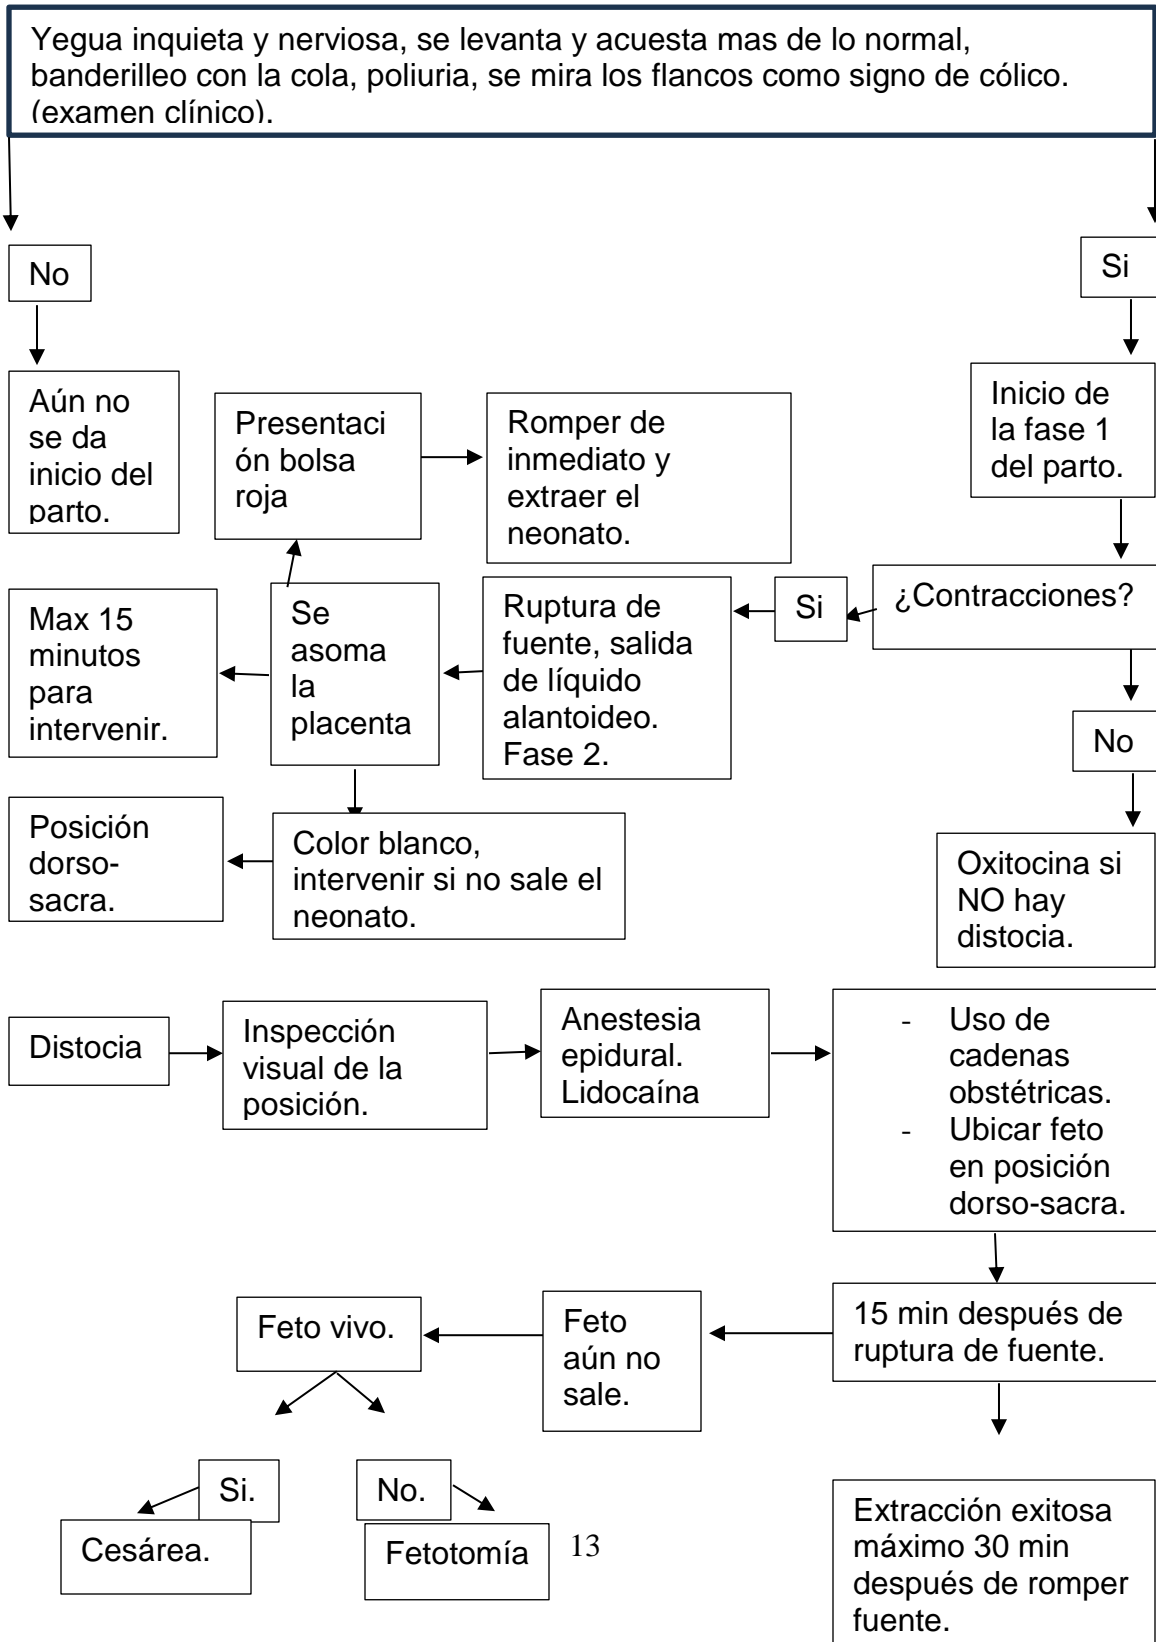 Yegua inquieta y nerviosa, se levanta y acuesta mas de lo normal,
banderilleo con la cola, poliuria, se mira los flancos como signo de cólico.
(examen clínico).
No
Si
Aún no
se da
inicio del
parto.
Presentaci
ón bolsa
roja
Romper de
inmediato y
extraer el
neonato.
Inicio de
la fase 1
del parto.
Max 15
minutos
para
intervenir.
Se
asoma
la
placenta
Ruptura de
fuente, salida
de líquido
alantoideo.
Fase 2.
Si
¿Contracciones?
No
Posición
dorso-
sacra.
Color blanco,
intervenir si no sale el
neonato.
Oxitocina si
NO hay
distocia.
Distocia
Inspección
visual de la
posición.
Anestesia
epidural.
Lidocaína
- Uso de
cadenas
obstétricas.
- Ubicar feto
en posición
dorso-sacra.
Feto vivo.
Feto
aún no
sale.
15 min después de
ruptura de fuente.
Si.
No.
Cesárea.
Fetotomía
13
Extracción exitosa
máximo 30 min
después de romper
fuente.